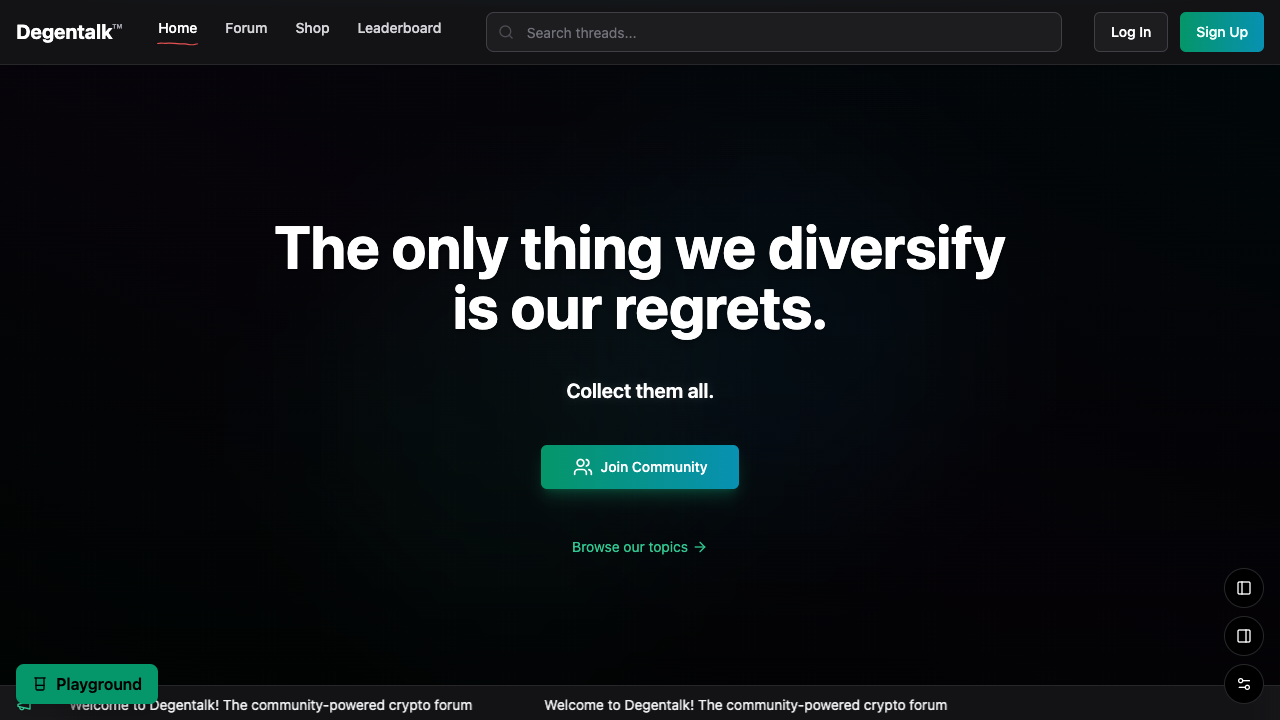 Degentalk™
Home
Forum
Shop
Leaderboard
Search threads...
Log In
Sign Up
The only thing we diversify
is our regrets.
Collect them all.
Join Community
Browse our topics
Playground
Welcome to Degentalk! The community-powered crypto forum
Welcome to Degentalk! The community-powered crypto forum